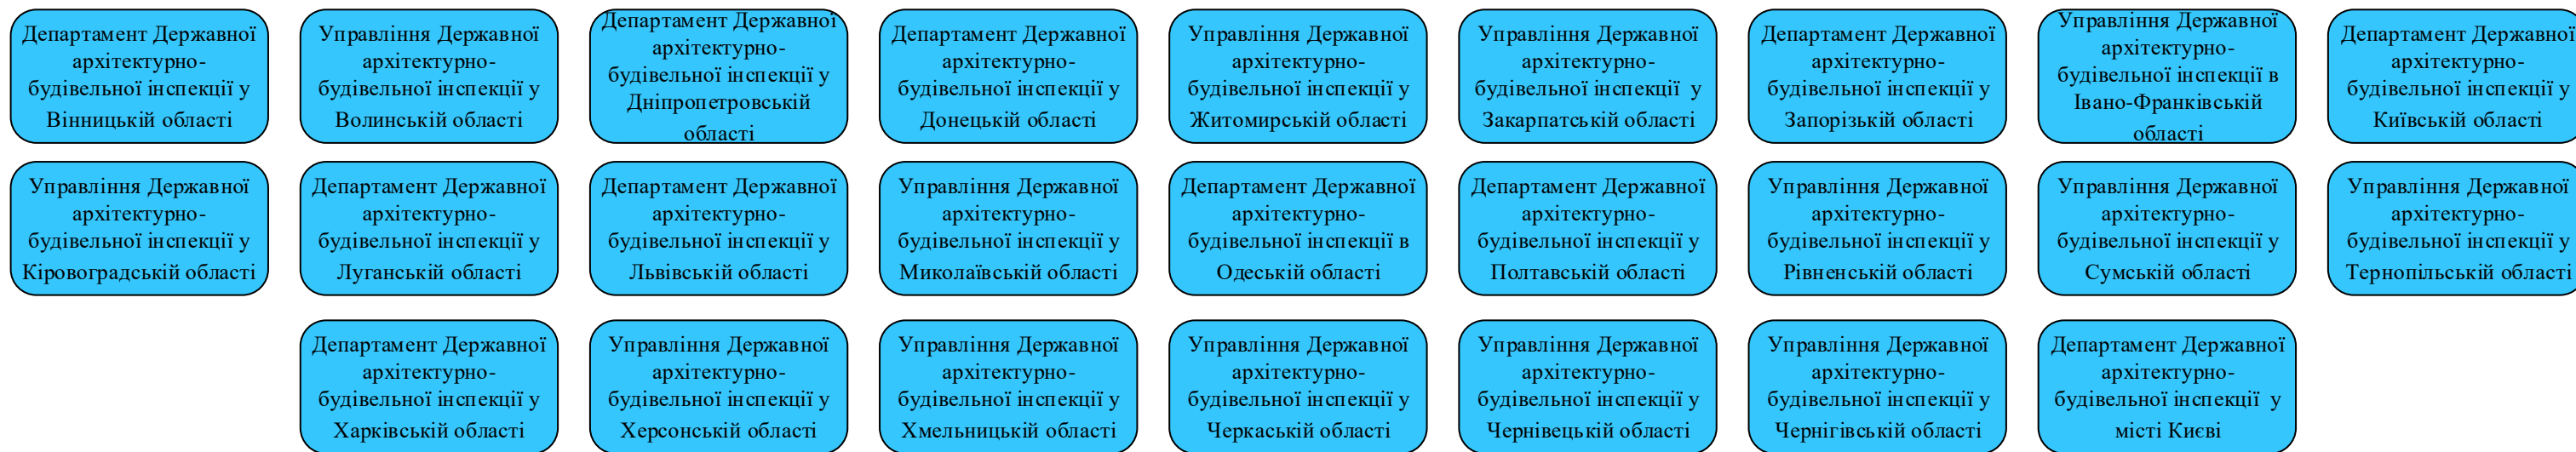 Департамент Державної
архітектурно-
будівельної інспекції у
Вінницькій області
Управління Державної
архітектурно-
будівельної інспекції у
Волинській області
Департамент Державної
архітектурно-
будівельної інспекції у
Дніпропетровській
області
Департамент Державної
архітектурно-
будівельної інспекції у
Донецькій області
Управління Державної
архітектурно-
будівельної інспекції у
Житомирській області
Управління Державної
архітектурно-
будівельної інспекції у
Закарпатській області
Департамент Державної
архітектурно-
будівельної інспекції у
Запорізькій області
Управління Державної
архітектурно-
будівельної інспекції в
Івано-Франківській
області
Департамент Державної
архітектурно-
будівельної інспекції у
Київській області
Управління Державної
архітектурно-
будівельної інспекції у
Кіровоградській області
Департамент Державної
архітектурно-
будівельної інспекції у
Луганській області
Департамент Державної
архітектурно-
будівельної інспекції у
Львівській області
Управління Державної
архітектурно-
будівельної інспекції у
Миколаївській області
Департамент Державної
архітектурно-
будівельної інспекції в
Одеській області
Департамент Державної
архітектурно-
будівельної інспекції у
Полтавській області
Управління Державної
архітектурно-
будівельної інспекції у
Рівненській області
Управління Державної
архітектурно-
будівельної інспекції у
Сумській області
Управління Державної
архітектурно-
будівельної інспекції у
Тернопільській області
Департамент Державної
архітектурно-
будівельної інспекції у
Харківській області
Управління Державної
архітектурно-
будівельної інспекції у
Херсонській області
Управління Державної
архітектурно-
будівельної інспекції у
Хмельницькій області
Управління Державної
архітектурно-
будівельної інспекції у
Черкаській області
Управління Державної
архітектурно-
будівельної інспекції у
Чернівецькій області
Управління Державної
архітектурно-
будівельної інспекції у
Чернігівській області
Департамент Державної
архітектурно-
будівельної інспекції у
місті Києві